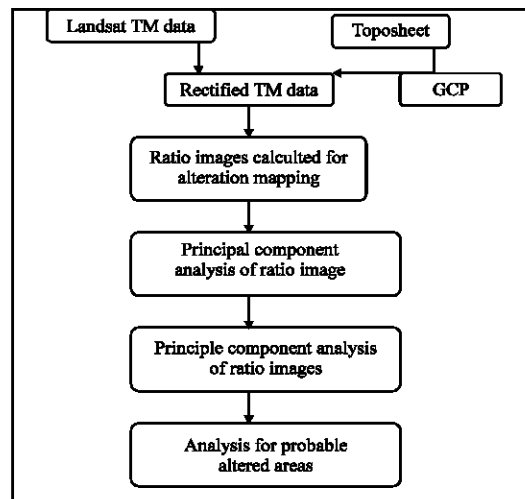 Landsat TM data
Toposheet
Rectified TM data
GCP
Ratio images calculted for
alteration mapping
Principal component
analysis of ratio image
Principle component analysis
of ratio images
Analysis for probable
altered areas